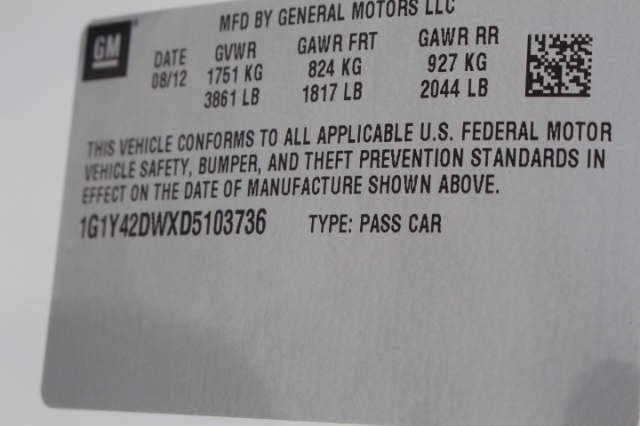 MFD BY GENERAL MOTORS LLC
GM
DATE GVWR GAWR FRT GAWR RR
08/12 1751 KG 824 KG 927 KG
3861 LB 1817 LB 2044 LB
THIS VEHICLE CONFORMS TO ALL APPLICABLE U.S. FEDERAL MOTOR
VEHICLE SAFETY, BUMPER, AND THEFT PREVENTION STANDARDS IN
EFFECT ON THE DATE OF MANUFACTURE SHOWN ABOVE.
1G1Y42DWXD5103736 TYPE: PASS CAR